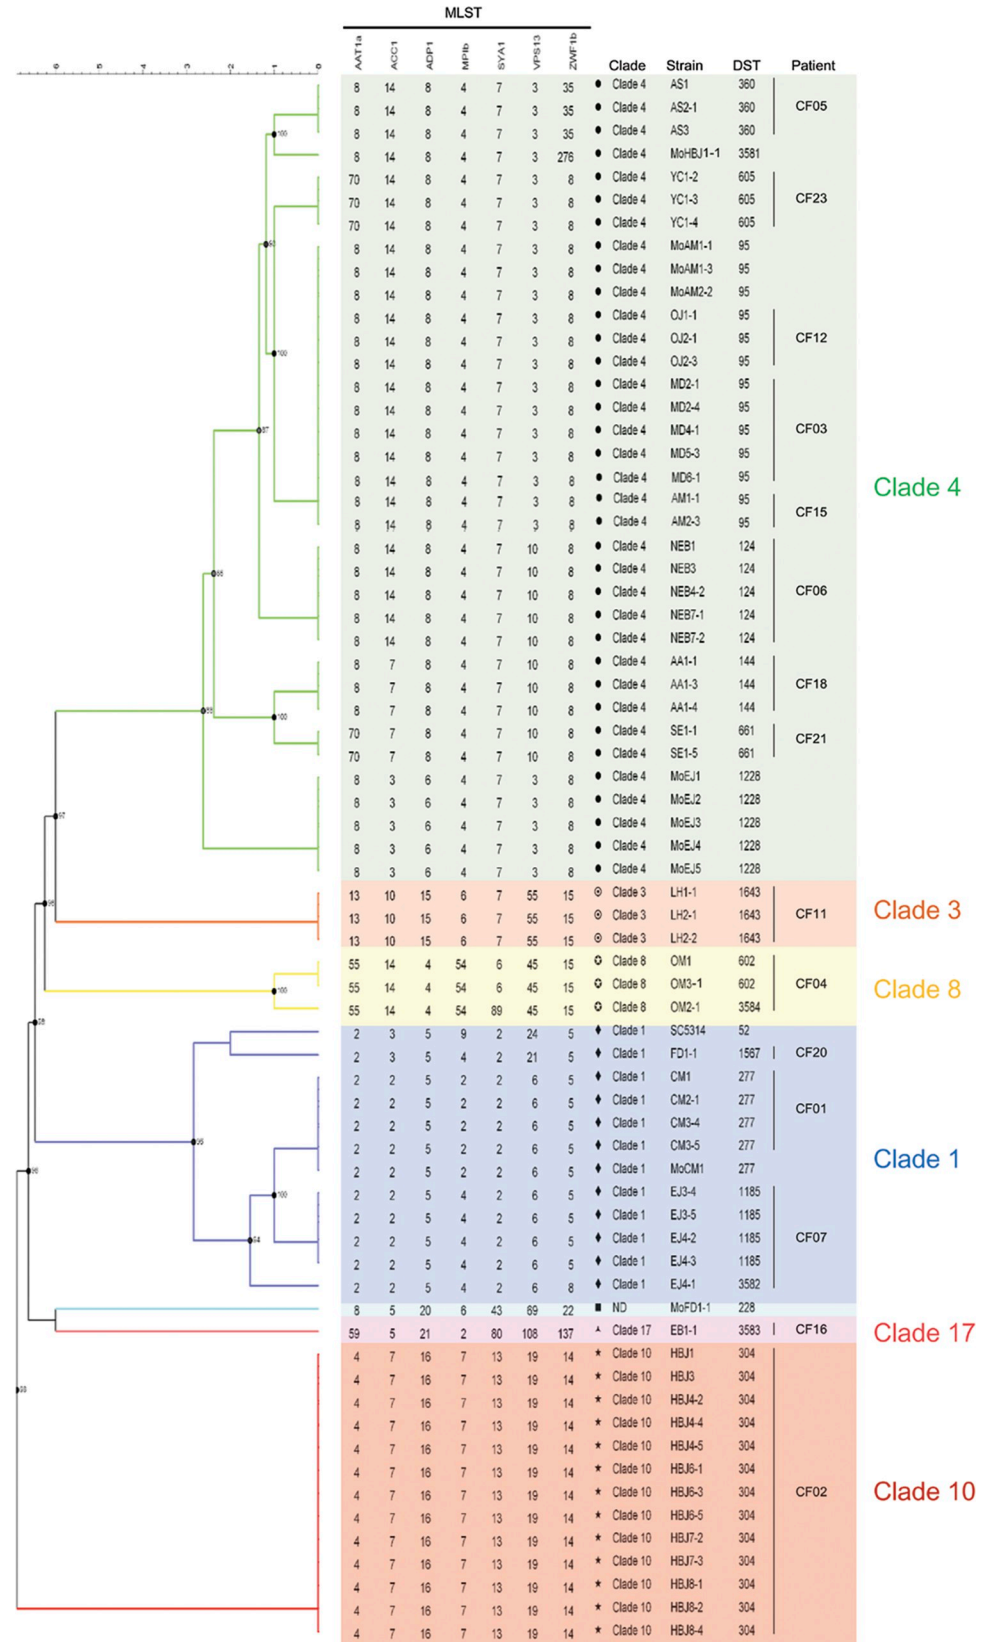 MLST
AAT1a ACC1 ADP1 MPIb SYA1 VPS13 ZWF1b Clade Strain DST Patient
6 5 4 3 2 1 0
8 14 8 4 7 3 35 Clade 4 AS1 360
8 14 8 4 7 3 35 Clade 4 AS2-1 360 CF05
8 14 8 4 7 3 35 Clade 4 AS3 360
8 14 8 4 7 3 276 Clade 4 MoHBJ1-1 3581
70 14 8 4 7 3 8 Clade 4 YC1-2 605
70 14 8 4 7 3 8 Clade 4 YC1-3 605 CF23
70 14 8 4 7 3 8 Clade 4 YC1-4 605
8 14 8 4 7 3 8 Clade 4 MoAM1-1 95
8 14 8 4 7 3 8 Clade 4 MoAM1-3 95
8 14 8 4 7 3 8 Clade 4 MoAM2-2 95
8 14 8 4 7 3 8 Clade 4 OJ1-1 95
8 14 8 4 7 3 8 Clade 4 OJ2-1 95 CF12
8 14 8 4 7 3 8 Clade 4 OJ2-3 95
8 14 8 4 7 3 8 Clade 4 MD2-1 95
8 14 8 4 7 3 8 Clade 4 MD2-4 95
8 14 8 4 7 3 8 Clade 4 MD4-1 95 CF03
8 14 8 4 7 3 8 Clade 4 MD5-3 95
8 14 8 4 7 3 8 Clade 4 MD6-1 95
Clade 4
8 14 8 4 7 3 8 Clade 4 AM1-1 95
CF15
8 14 8 4 7 3 8 Clade 4 AM2-3 95
8 14 8 4 7 10 8 Clade 4 NEB1 124
8 14 8 4 7 10 8 Clade 4 NEB3 124
8 14 8 4 7 10 8 Clade 4 NEB4-2 124 CF06
8 14 8 4 7 10 8 Clade 4 NEB7-1 124
8 14 8 4 7 10 8 Clade 4 NEB7-2 124
8 7 8 4 7 10 8 Clade 4 AA1-1 144
8 7 8 4 7 10 8 Clade 4 AA1-3 144 CF18
8 7 8 4 7 10 8 Clade 4 AA1-4 144
70 7 8 4 7 10 8 Clade 4 SE1-1 661
CF21
70 7 8 4 7 10 8 Clade 4 SE1-5 661
8 3 6 4 7 3 8 Clade 4 MoEJ1 1228
8 3 6 4 7 3 8 Clade 4 MoEJ2 1228
8 3 6 4 7 3 8 Clade 4 MoEJ3 1228
8 3 6 4 7 3 8 Clade 4 MoEJ4 1228
8 3 6 4 7 3 8 Clade 4 MoEJ5 1228
13 10 15 6 7 55 15 Clade 3 LH1-1 1643
13 10 15 6 7 55 15 Clade 3 LH2-1 1643 CF11 Clade 3
13 10 15 6 7 55 15 Clade 3 LH2-2 1643
55 14 4 54 6 45 15 Clade 8 OM1 602
55 14 4 54 6 45 15 Clade 8 OM3-1 602 CF04 Clade 8
55 14 4 54 89 45 15 Clade 8 OM2-1 3584
2 3 5 9 2 24 5 Clade 1 SC5314 52
2 3 5 4 2 21 5 Clade 1 FD1-1 1567 CF20
2 2 5 2 2 6 5 Clade 1 CM1 277
2 2 5 2 2 6 5 Clade 1 CM2-1 277 CF01
2 2 5 2 2 6 5 Clade 1 CM3-4 277
2 2 5 2 2 6 5 Clade 1 CM3-5 277
Clade 1
2 2 5 2 2 6 5 Clade 1 MoCM1 277
2 2 5 4 2 6 5 Clade 1 EJ3-4 1185
2 2 5 4 2 6 5 Clade 1 EJ3-5 1185
2 2 5 4 2 6 5 Clade 1 EJ4-2 1185 CF07
2 2 5 4 2 6 5 Clade 1 EJ4-3 1185
2 2 5 4 2 6 8 Clade 1 EJ4-1 3582
8 5 20 6 43 69 22 ND MoFD1-1 228
59 5 21 2 80 108 137 Clade 17 EB1-1 3583 CF16 Clade 17
4 7 16 7 13 19 14 Clade 10 HBJ1 304
4 7 16 7 13 19 14 Clade 10 HBJ3 304
4 7 16 7 13 19 14 Clade 10 HBJ4-2 304
4 7 16 7 13 19 14 Clade 10 HBJ4-4 304
4 7 16 7 13 19 14 Clade 10 HBJ4-5 304
4 7 16 7 13 19 14 Clade 10 HBJ6-1 304
4 7 16 7 13 19 14 Clade 10 HBJ6-3 304 CF02 Clade 10
4 7 16 7 13 19 14 Clade 10 HBJ6-5 304
4 7 16 7 13 19 14 Clade 10 HBJ7-2 304
4 7 16 7 13 19 14 Clade 10 HBJ7-3 304
4 7 16 7 13 19 14 Clade 10 HBJ8-1 304
4 7 16 7 13 19 14 Clade 10 HBJ8-2 304
4 7 16 7 13 19 14 Clade 10 HBJ8-4 304